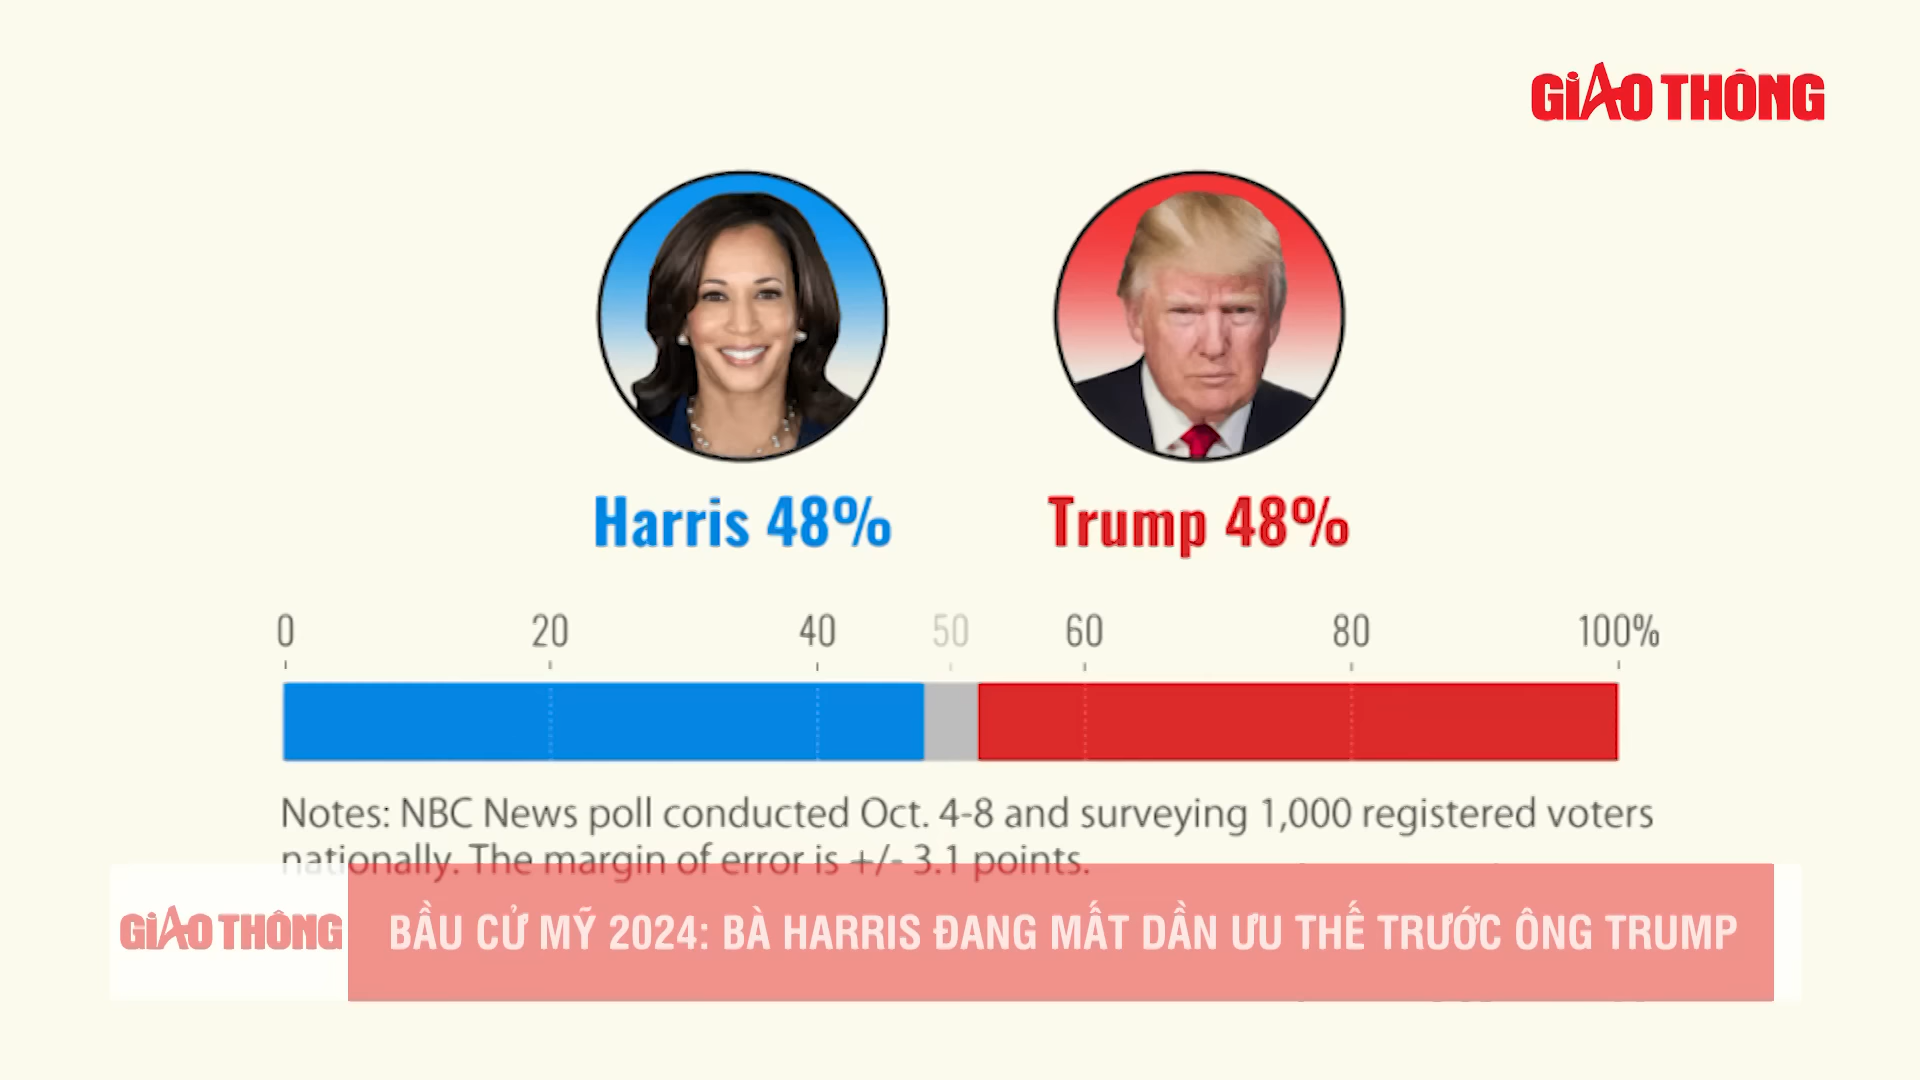 GIAO THÔNG
Harris 48% Trump 48%
0 20 40 50 60 80 100%
Notes: NBC News poll conducted Oct. 4-8 and surveying 1,000 registered voters
nationally. The margin of error is +/- 3.1 points.
GIAO THÔNG BẦU CỬ MỸ 2024: BÀ HARRIS ĐANG MẤT DẦN ƯU THẾ TRƯỚC ÔNG TRUMP